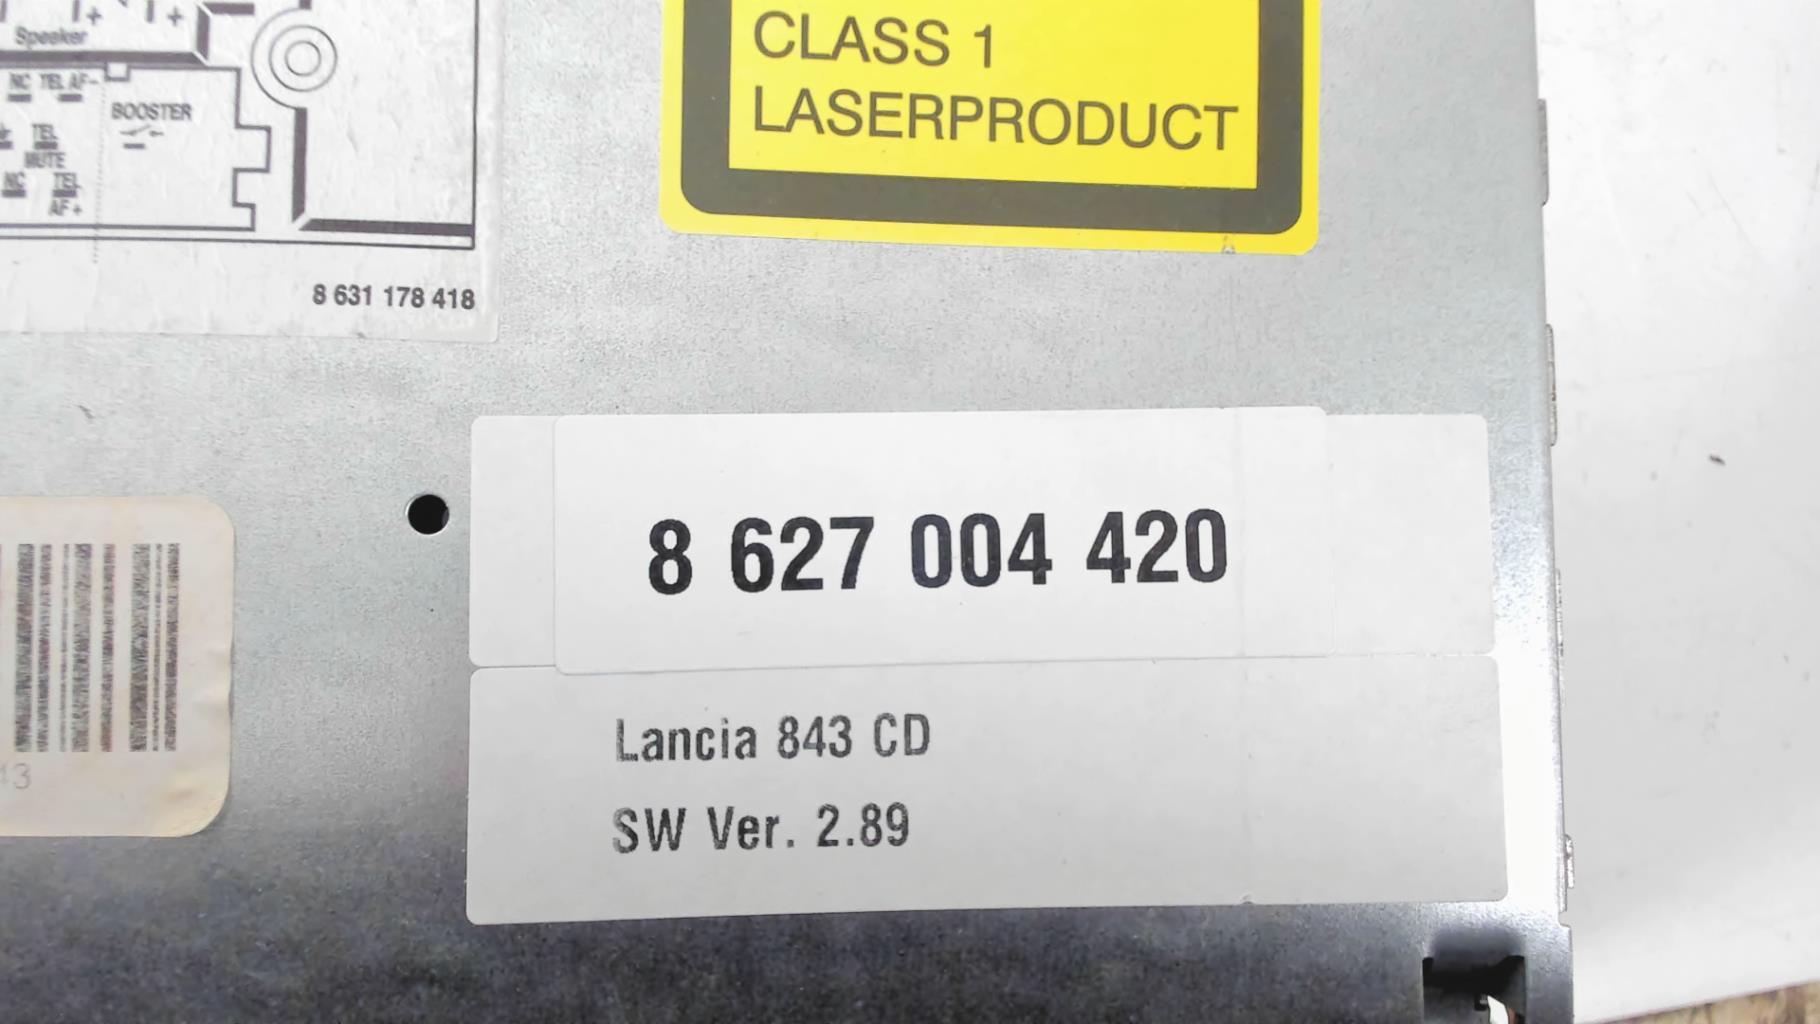 + +
Speeker
NC TEL AF-
BOOSTER
TEL
MUTE
NC TEL
AF+
8 631 178 418
CLASS 1
LASERPRODUCT
8 627 004 420
Lancia 843 CD
SW Ver. 2.89